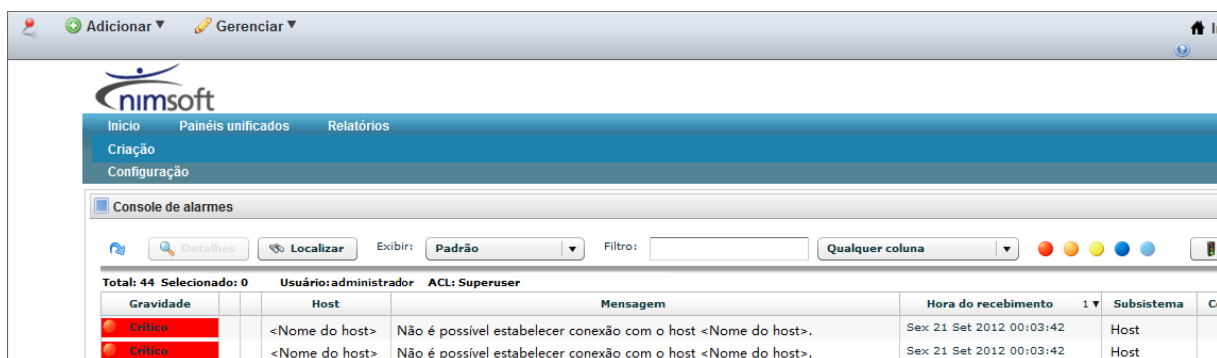 Adicionar ▼ Gerenciar ▼
nimsoft
Início Painéis unificados Relatórios
Criação
Configuração
Console de alarmes
Detalhes Localizar Exibir: Padrão Filtro: Qualquer coluna
Total: 44 Selecionado: 0 Usuário:administrador ACL: Superuser
Gravidade Host Mensagem Hora do recebimento 1 ▼ Subsistema
Crítico <Nome do host> Não é possível estabelecer conexão com o host <Nome do host>. Sex 21 Set 2012 00:03:42 Host
Crítico <Nome do host> Não é possível estabelecer conexão com o host <Nome do host>. Sex 21 Set 2012 00:03:42 Host